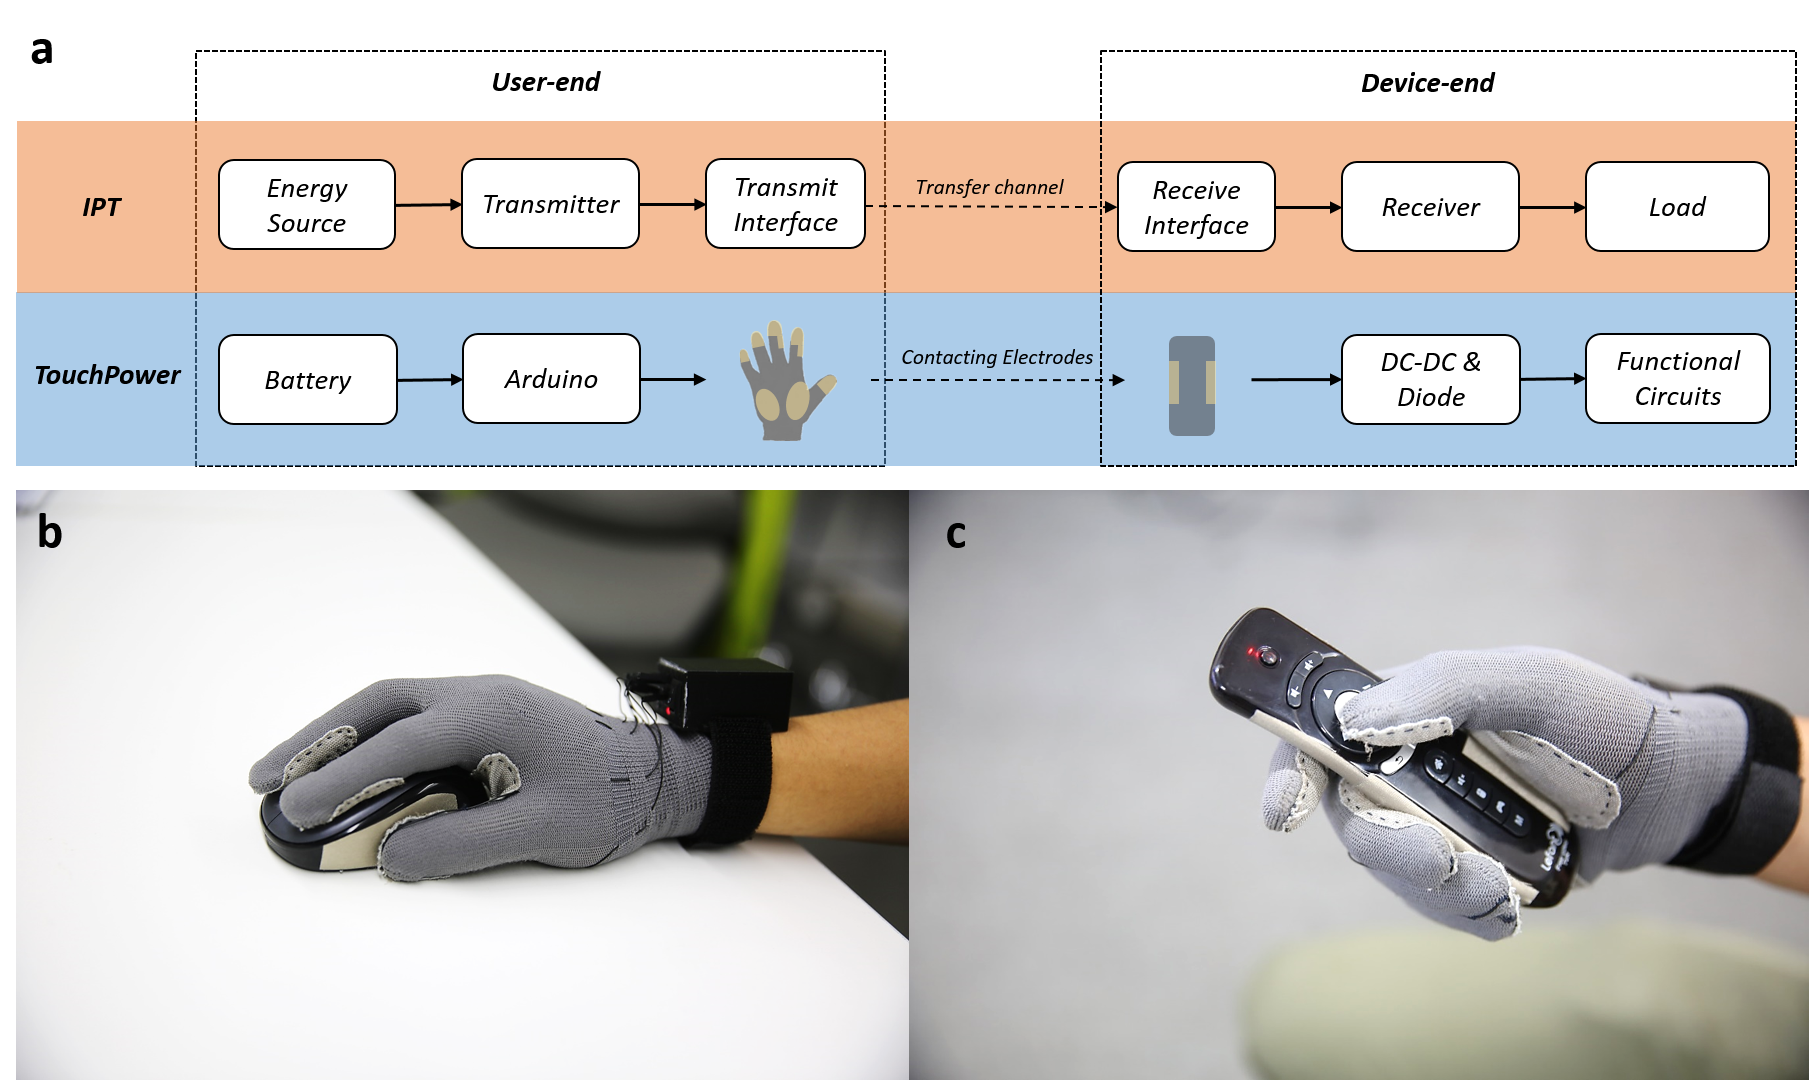 a
User-end
Device-end
IPT
Energy
Source
Transmitter
Transmit
Interface
Transfer channel
Receive
Interface
Receiver
Load
TouchPower
Battery
Arduino
Contacting Electrodes
DC-DC &
Diode
Functional
Circuits
b
c